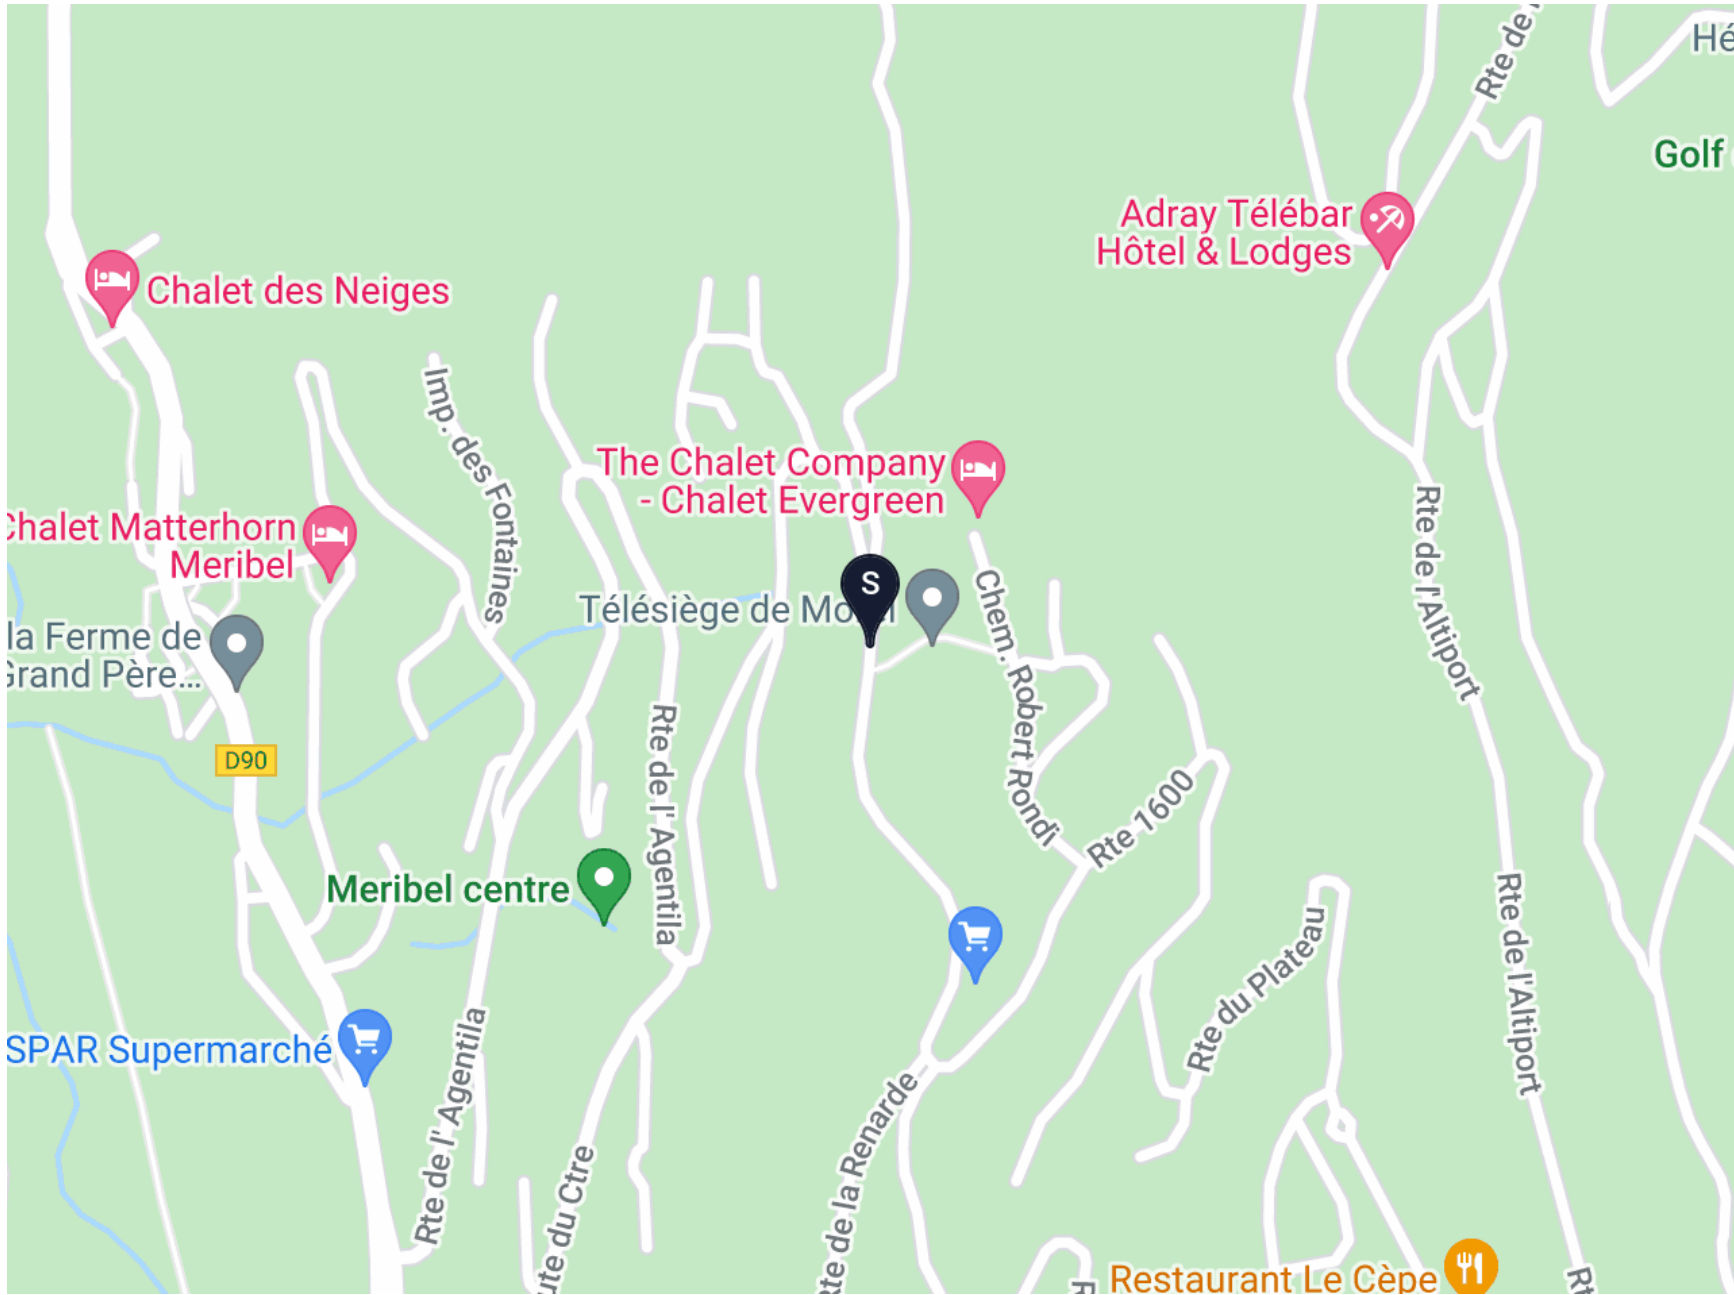 Rte de
Hé
Golf
Adray Télébar
Hôtel & Lodges
Chalet des Neiges
Imp. des Fontaines
The Chalet Company
- Chalet Evergreen
Chalet Matterhorn
Meribel
Rte de l'Altiport
S
Télésiège de Mo
Chem. Robert Rondi
la Ferme de
Grand Père...
D90
Rte de l' Agentila
Rte 1600
Meribel centre
Rte de l'Altiport
Rte du Plateau
SPAR Supermarché
Rte de l' Agentila
ute du Ctre
Rte de la Renarde
Restaurant Le Cèpe
R
Rt